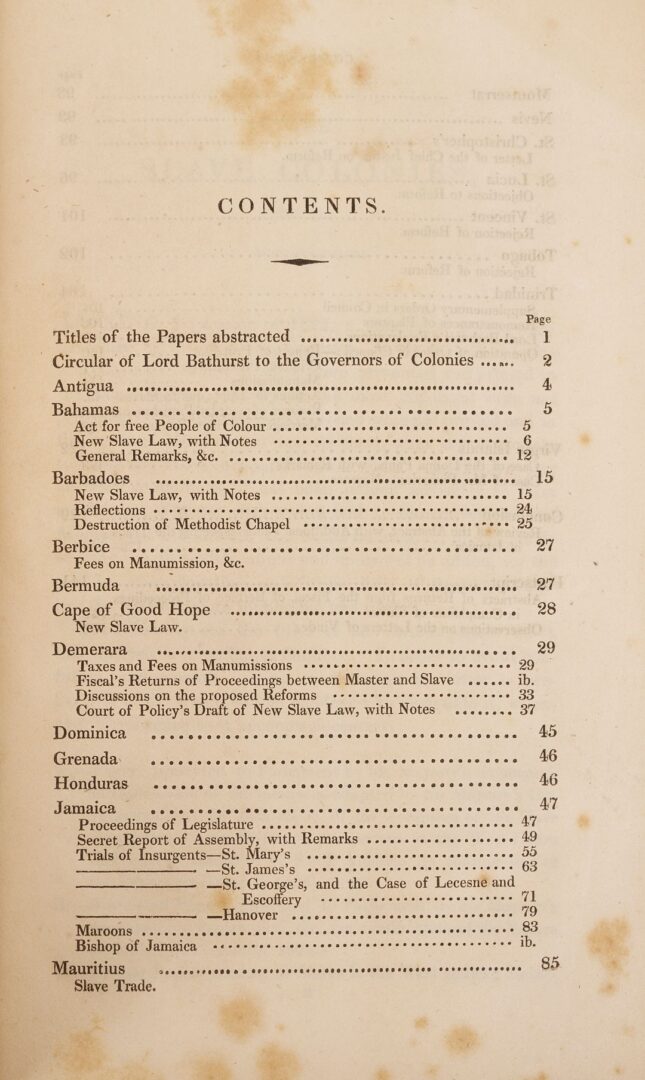 CONTENTS.
Page
Titles of the Papers abstracted ........ 1
Circular of Lord Bathurst to the Governors of Colonies ...... 2
Antigua ........ 4
Bahamas ........ 5
Act for free People of Colour ........ 5
New Slave Law, with Notes ........ 6
General Remarks, &c. ........ 12
Barbadoes ........ 15
New Slave Law, with Notes ........ 15
Reflections ........ 24
Destruction of Methodist Chapel ........ 25
Berbice ........ 27
Fees on Manumission, &c.
Bermuda ........ 27
Cape of Good Hope ........ 28
New Slave Law.
Demerara ........ 29
Taxes and Fees on Manumissions ........ 29
Fiscal's Returns of Proceedings between Master and Slave ...... ib.
Discussions on the proposed Reforms ........ 33
Court of Policy's Draft of New Slave Law, with Notes ........ 37
Dominica ........ 45
Grenada ........ 46
Honduras ........ 46
Jamaica ........ 47
Proceedings of Legislature ........ 47
Secret Report of Assembly, with Remarks ........ 49
Trials of Insurgents—St. Mary's ........ 55
——————— —St. James's ........ 63
——————— —St. George's, and the Case of Lecesne and
Escoffery ........ 71
——————— —Hanover ........ 79
Maroons ........ 83
Bishop of Jamaica ........ ib.
Mauritius ........ 85
Slave Trade.